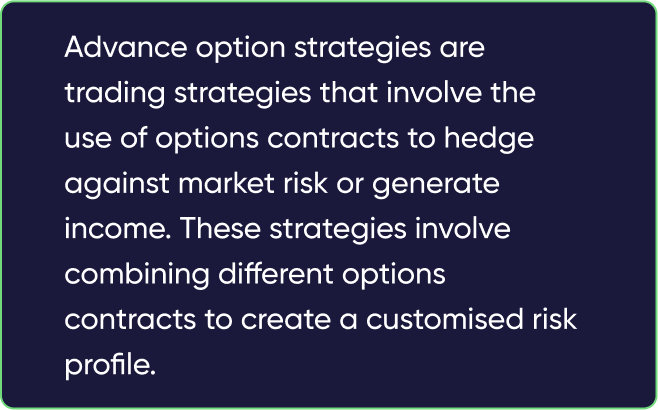 Advance option strategies are
trading strategies that involve the
use of options contracts to hedge
against market risk or generate
income. These strategies involve
combining different options
contracts to create a customised risk
profile.